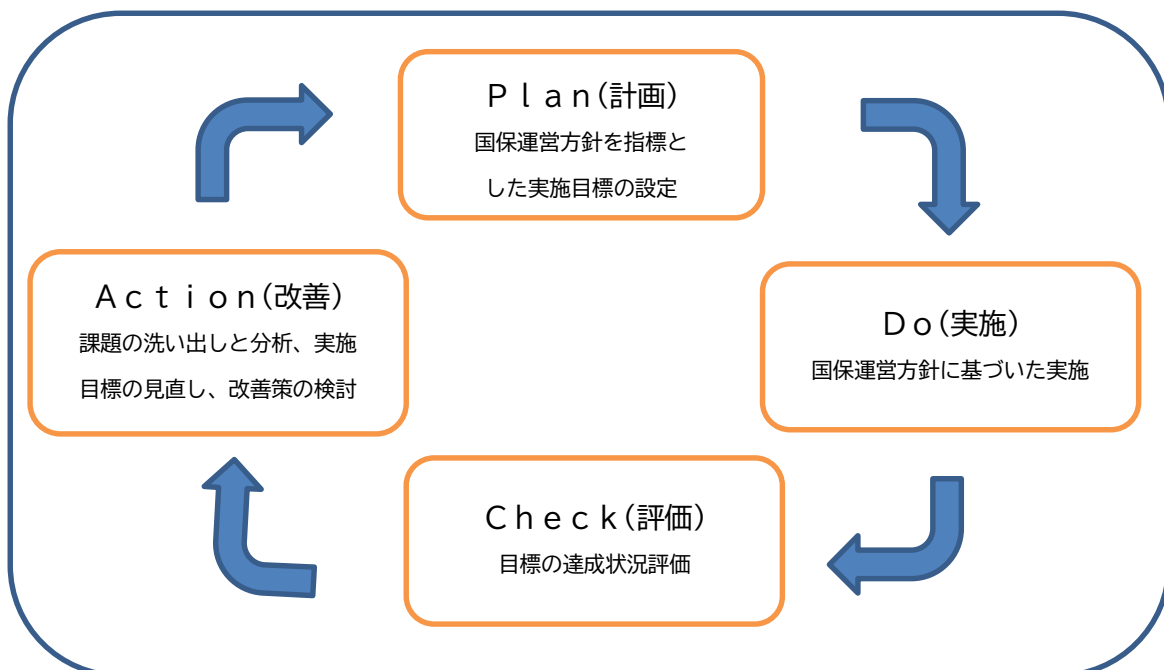 Ｐｌａｎ(計画)
国保運営方針を指標と
した実施目標の設定
Ａｃｔｉｏｎ(改善)
課題の洗い出しと分析、実施
目標の見直し、改善策の検討
Ｄｏ(実施)
国保運営方針に基づいた実施
Ｃｈｅｃｋ(評価)
目標の達成状況評価